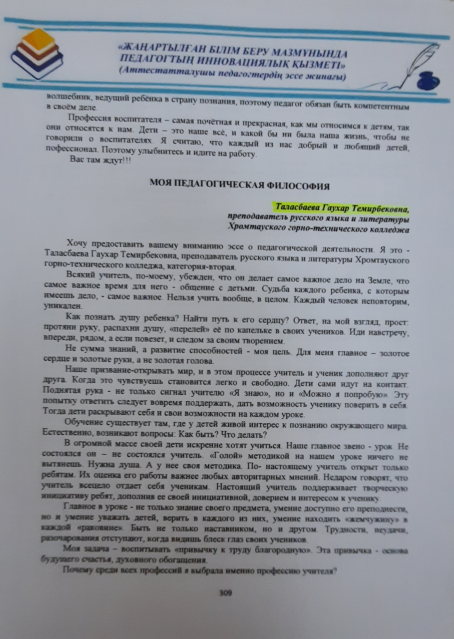 «ЖАҢАРТЫЛҒАН БІЛІМ БЕРУ МАЗМҰНЫНДА
ПЕДАГОГТЫҢ ИННОВАЦИЯЛЫҚ ҚЫЗМЕТІ»
(Аттестатталушы педагогтердің эссе жинағы)
волшебник, ведущий ребёнка в страну познания, поэтому педагог обязан быть компетентным
в своём деле.
Профессия воспитателя – самая почётная и прекрасная, как мы относимся к детям, так
они относятся к нам. Дети – это наше всё, и какой бы ни была наша жизнь, чтобы не
говорили о воспитателях. Я считаю, что каждый из нас добрый и любящий детей,
пофессионал. Поэтому улыбнитесь и идите на работу.
Вас там ждут!!!
МОЯ ПЕДАГОГИЧЕСКАЯ ФИЛОСОФИЯ
Таласбаева Гаухар Темирбековна,
преподаватель русского языка и литературы
Хромтауского горно-технического колледжа
Хочу предоставить вашему вниманию эссе о педагогической деятельности. Я это -
Таласбаева Гаухар Темирбековна, преподаватель русского языка и литературы Хромтауского
горно-технического колледжа, категория-вторая.
Всякий учитель, по-моему, убежден, что он делает самое важное дело на Земле, что
самое важное время для него - общение с детьми. Судьба каждого ребенка, с которым
имеешь дело, - самое важное. Нельзя учить вообще, в целом. Каждый человек неповторим,
уникален.
Как познать душу ребенка? Найти путь к его сердцу? Ответ, на мой взгляд, прост:
протяни руку, распахни душу, «перелей» её по капельке в своих учеников. Иди навстречу,
впереди, рядом, а если повезет, и следом за своим творением.
Не сумма знаний, а развитие способностей - моя цель. Для меня главное – золотое
сердце и золотые руки, а не золотая голова.
Наше призвание-открывать мир, и в этом процессе учитель и ученик дополняют друг
друга. Когда это чувствуешь становится легко и свободно. Дети сами идут на контакт.
Поднятая рука - не только сигнал учителю «Я знаю», но и «Можно я попробую». Эту
попытку ответить следует вовремя поддержать, дать возможность ученику поверить в себя.
Тогда дети раскрывают себя и свои возможности на каждом уроке.
Обучение существует там, где у детей живой интерес к познанию окружающего мира.
Естественно, возникают вопросы: Как быть? Что делать?
В огромной массе своей дети искренне хотят учиться. Наше главное звено - урок. Не
состоялся он – не состоялся учитель. «Голой» методикой на нашем уроке ничего не
вытянешь. Нужна душа. А у нее своя методика. По- настоящему учитель открыт только
ребятам. Их оценка его работы важнее любых авторитарных мнений. Недаром говорят, что
учитель всецело отдает себя ученикам. Настоящий учитель поддерживает творческую
инициативу ребят, дополнив ее своей инициативной, доверием и интересом к ученику.
Главное в уроке - не только знание своего предмета, умение доступно его преподнести,
но и умение уважать детей, верить в каждого из них, умение находить «жемчужину» в
каждой «раковине». Быть не только наставником, но и другом. Трудности, неудачи,
разочарования отступают, когда видишь блеск глаз своих учеников.
Моя задача – воспитывать «привычку к труду благородную». Эта привычка - основа
будущего счастья, духовного обогащения.
Почему среди всех профессий я выбрала именно профессию учителя?
309